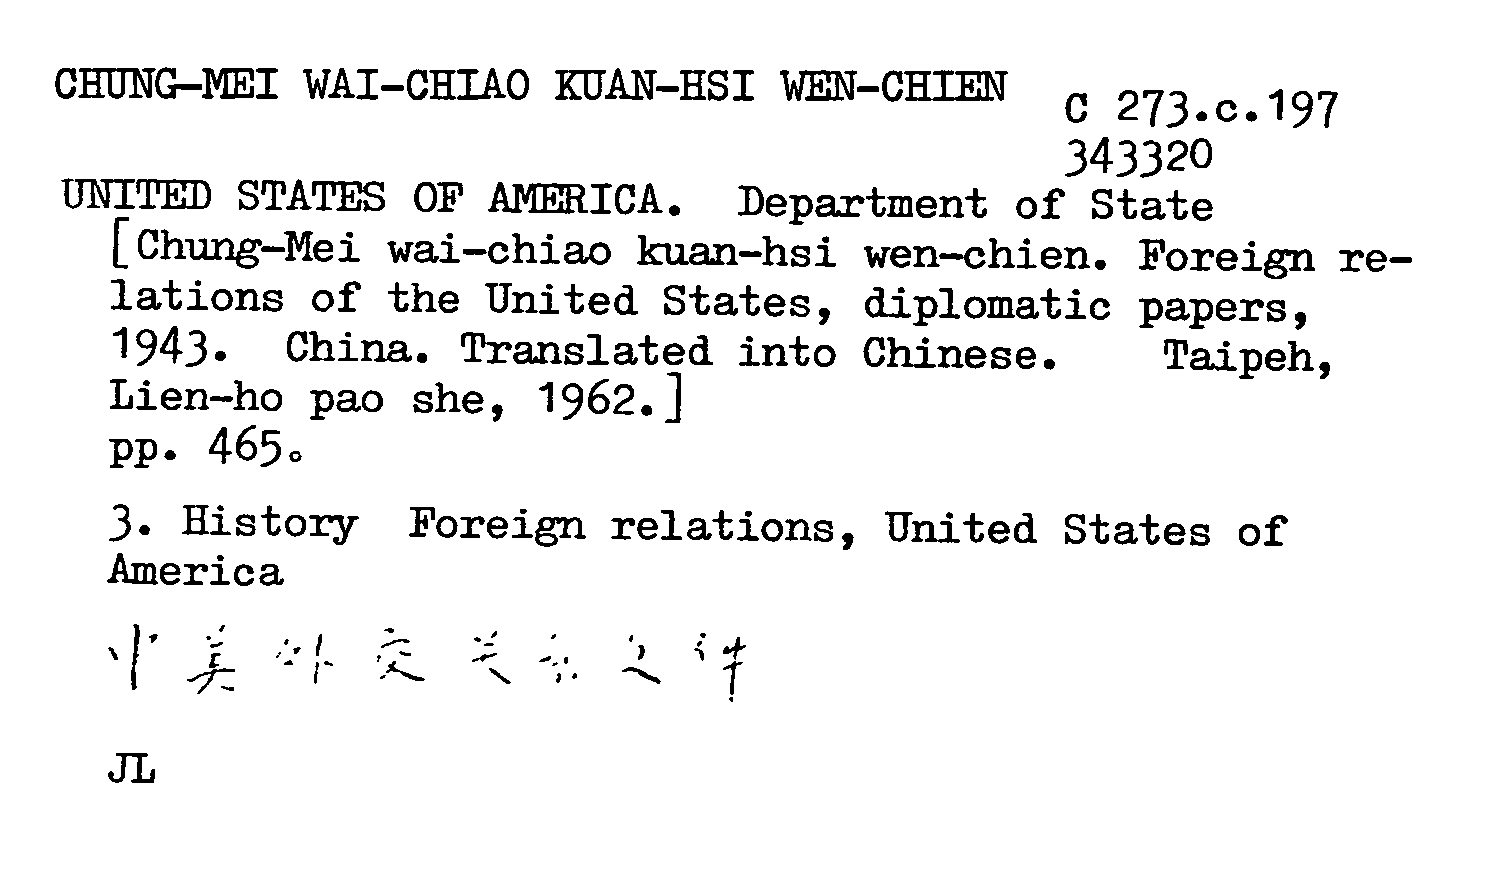 CHUNG-MEI WAI-CHIAO KUAN-HSI WEN-CHIEN
C 273.c.197
343320
UNITED STATES OF AMERICA. Department of State
[Chung-Mei wai-chiao kuan-hsi wen-chien. Foreign re-
lations of the United States, diplomatic papers,
1943. China. Translated into Chinese. Taipeh,
Lien-ho pao she, 1962.]
pp. 465.
3. History Foreign relations, United States of
America
中美外交关系文件
JL